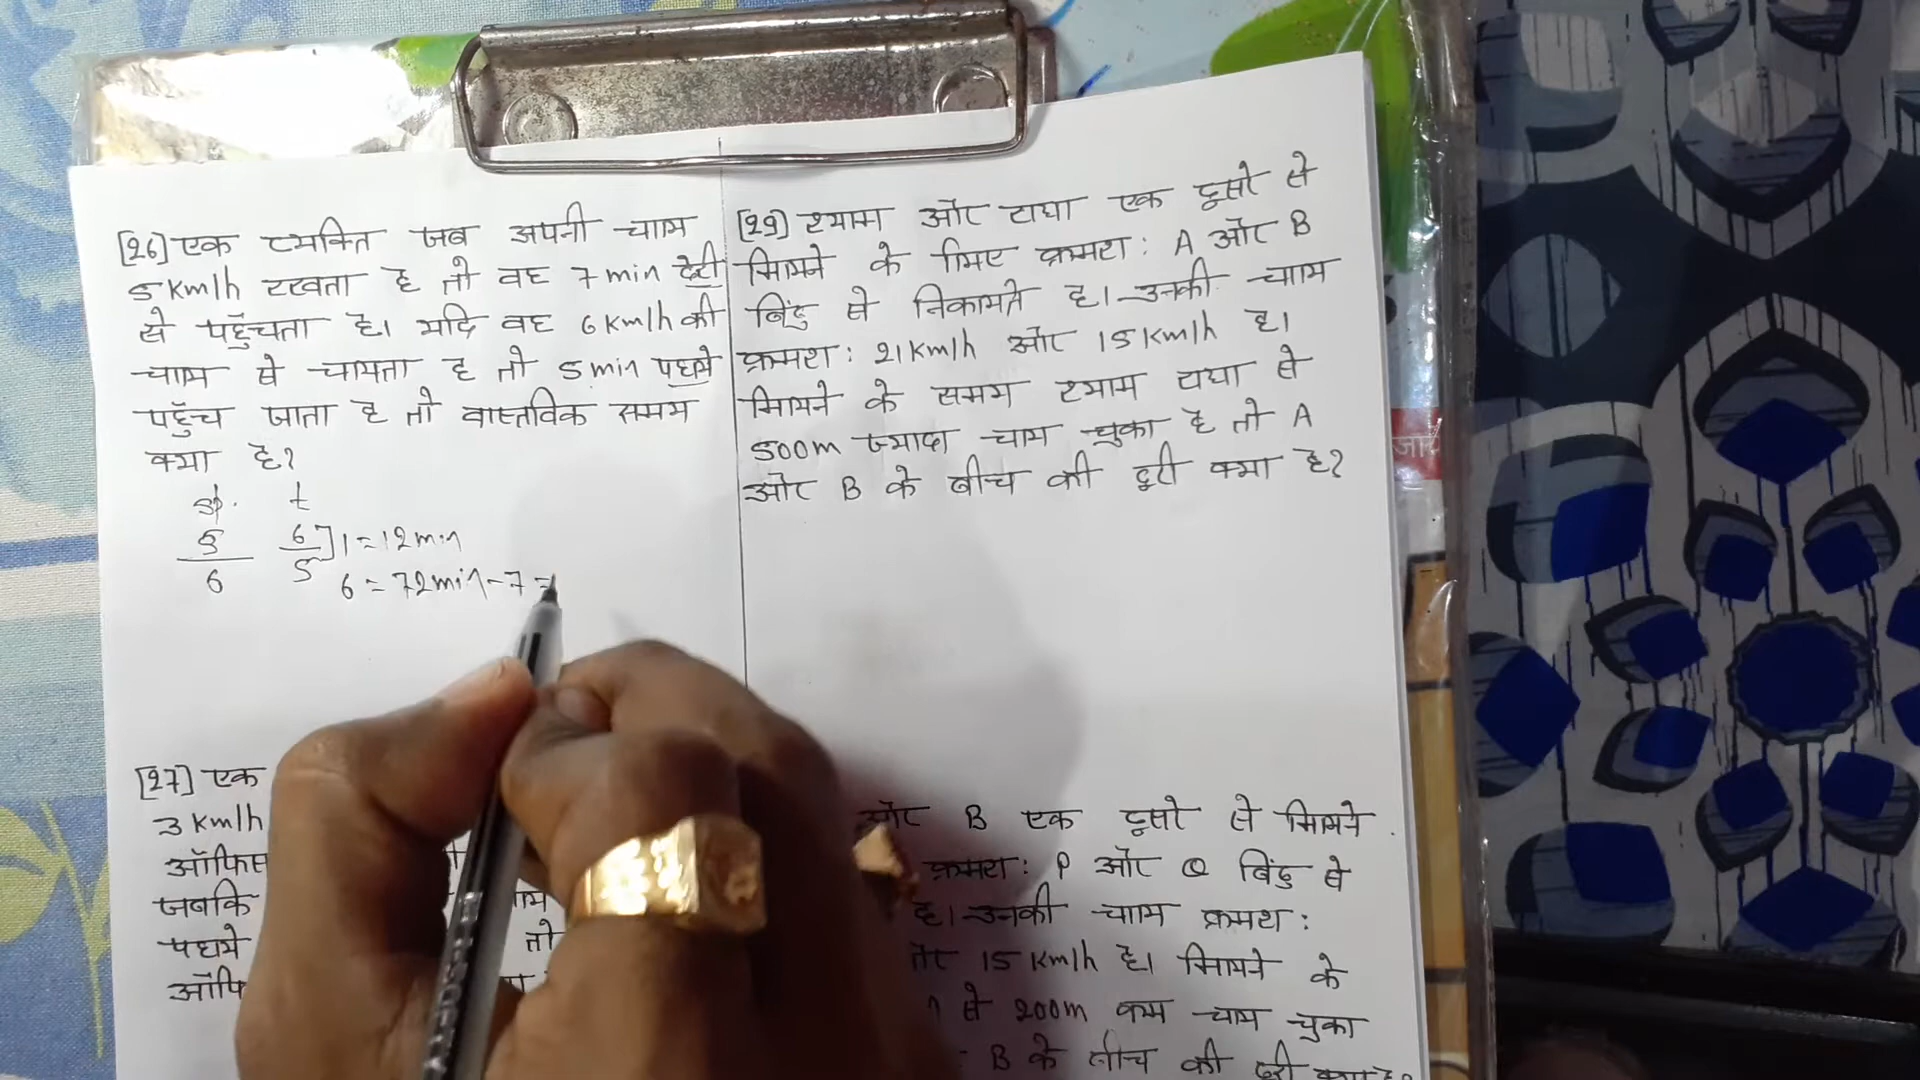 [26] एक व्यक्ति जब अपनी चाल
5 Km/h रखता है तो वह 7 min देरी
से पहुँचता है। यदि वह 6 Km/h की
चाल से चलता है तो 5 min पहले
पहुँच जाता है तो वास्तविक समय
क्या है?
sp. t
5 6 ] 1 = 12 min
6 5 6 = 72 min - 7 =
[27] एक
3 Km/h
ऑफिस
जबकि
पहले तो
ऑफि
[29] श्याम और राधा एक दूसरे से
मिलने के लिए क्रमश: A और B
बिंदु से निकलते है। उनकी चाल
क्रमश: 21 Km/h और 15 Km/h है।
मिलने के समय श्याम राधा से
500m ज्यादा चल चुका है तो A
और B के बीच की दूरी क्या है?
और B एक दूसरे से मिलने
क्रमश: P और Q बिंदु से
है। उनकी चाल क्रमश:
15 Km/h है। मिलने के
से 200m कम चल चुका
B के बीच की दूरी क्या है?